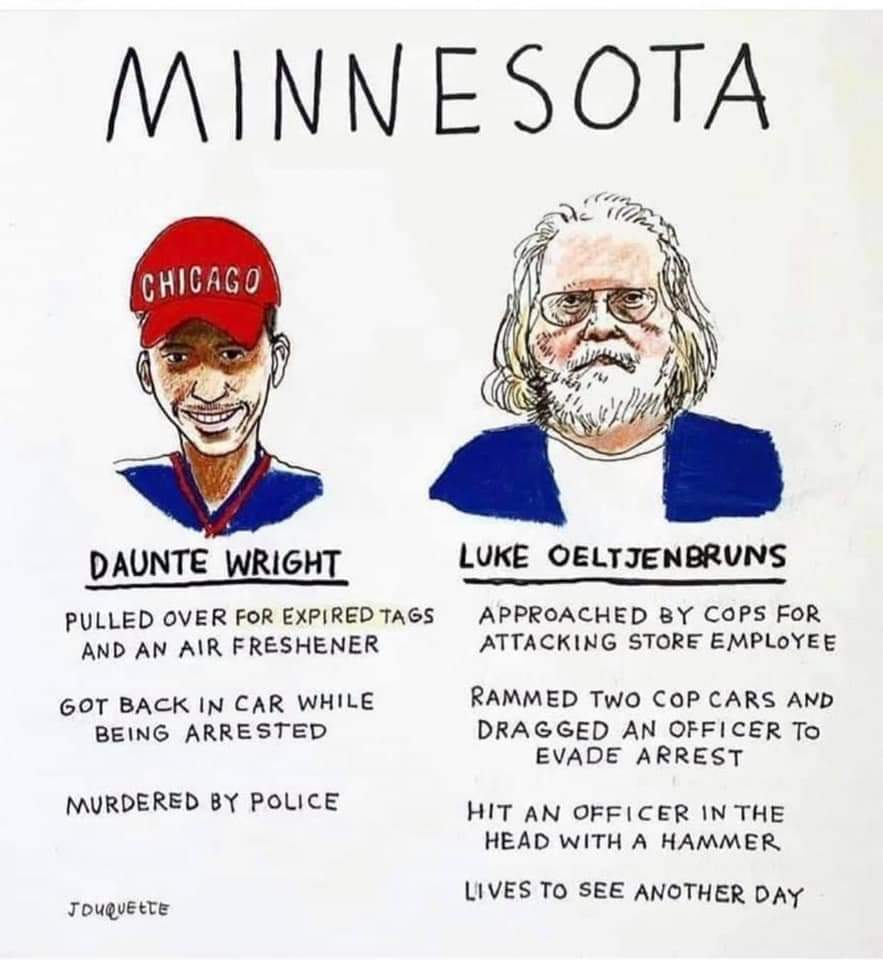 MINNESOTA
CHICAGO
DAUNTE WRIGHT
PULLED OVER FOR EXPIRED TAGS
AND AN AIR FRESHENER
GOT BACK IN CAR WHILE
BEING ARRESTED
MURDERED BY POLICE
LUKE OELTJENBRUNS
APPROACHED BY COPS FOR
ATTACKING STORE EMPLOYEE
RAMMED TWO COP CARS AND
DRAGGED AN OFFICER TO
EVADE ARREST
HIT AN OFFICER IN THE
HEAD WITH A HAMMER
LIVES TO SEE ANOTHER DAY
JDUQUETTE